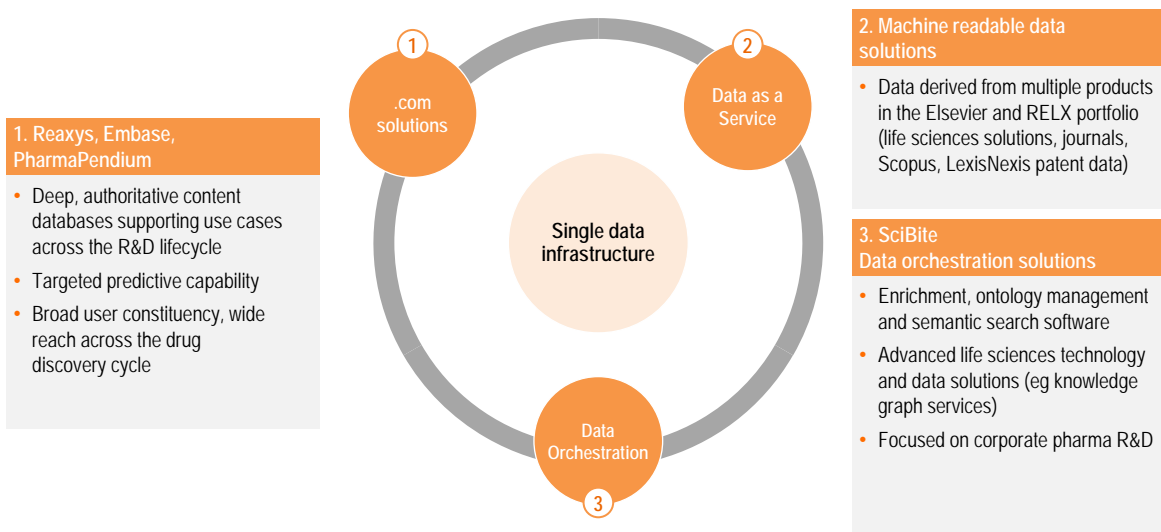 1. Reaxys, Embase,
PharmaPendium
• Deep, authoritative content
databases supporting use cases
across the R&D lifecycle
• Targeted predictive capability
• Broad user constituency, wide
reach across the drug
discovery cycle
1
.com
solutions
2
Data as a
Service
Single data
infrastructure
Data
Orchestration
3
2. Machine readable data
solutions
• Data derived from multiple products
in the Elsevier and RELX portfolio
(life sciences solutions, journals,
Scopus, LexisNexis patent data)
3. SciBite
Data orchestration solutions
• Enrichment, ontology management
and semantic search software
• Advanced life sciences technology
and data solutions (eg knowledge
graph services)
• Focused on corporate pharma R&D